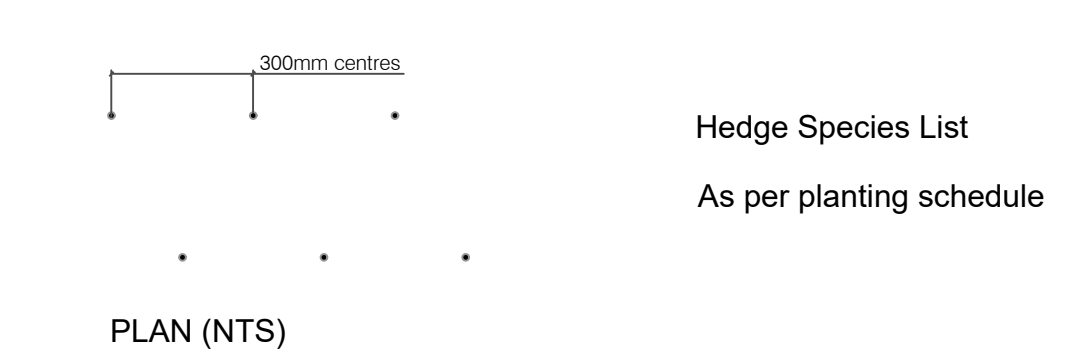 300mm centres
Hedge Species List
As per planting schedule
PLAN (NTS)